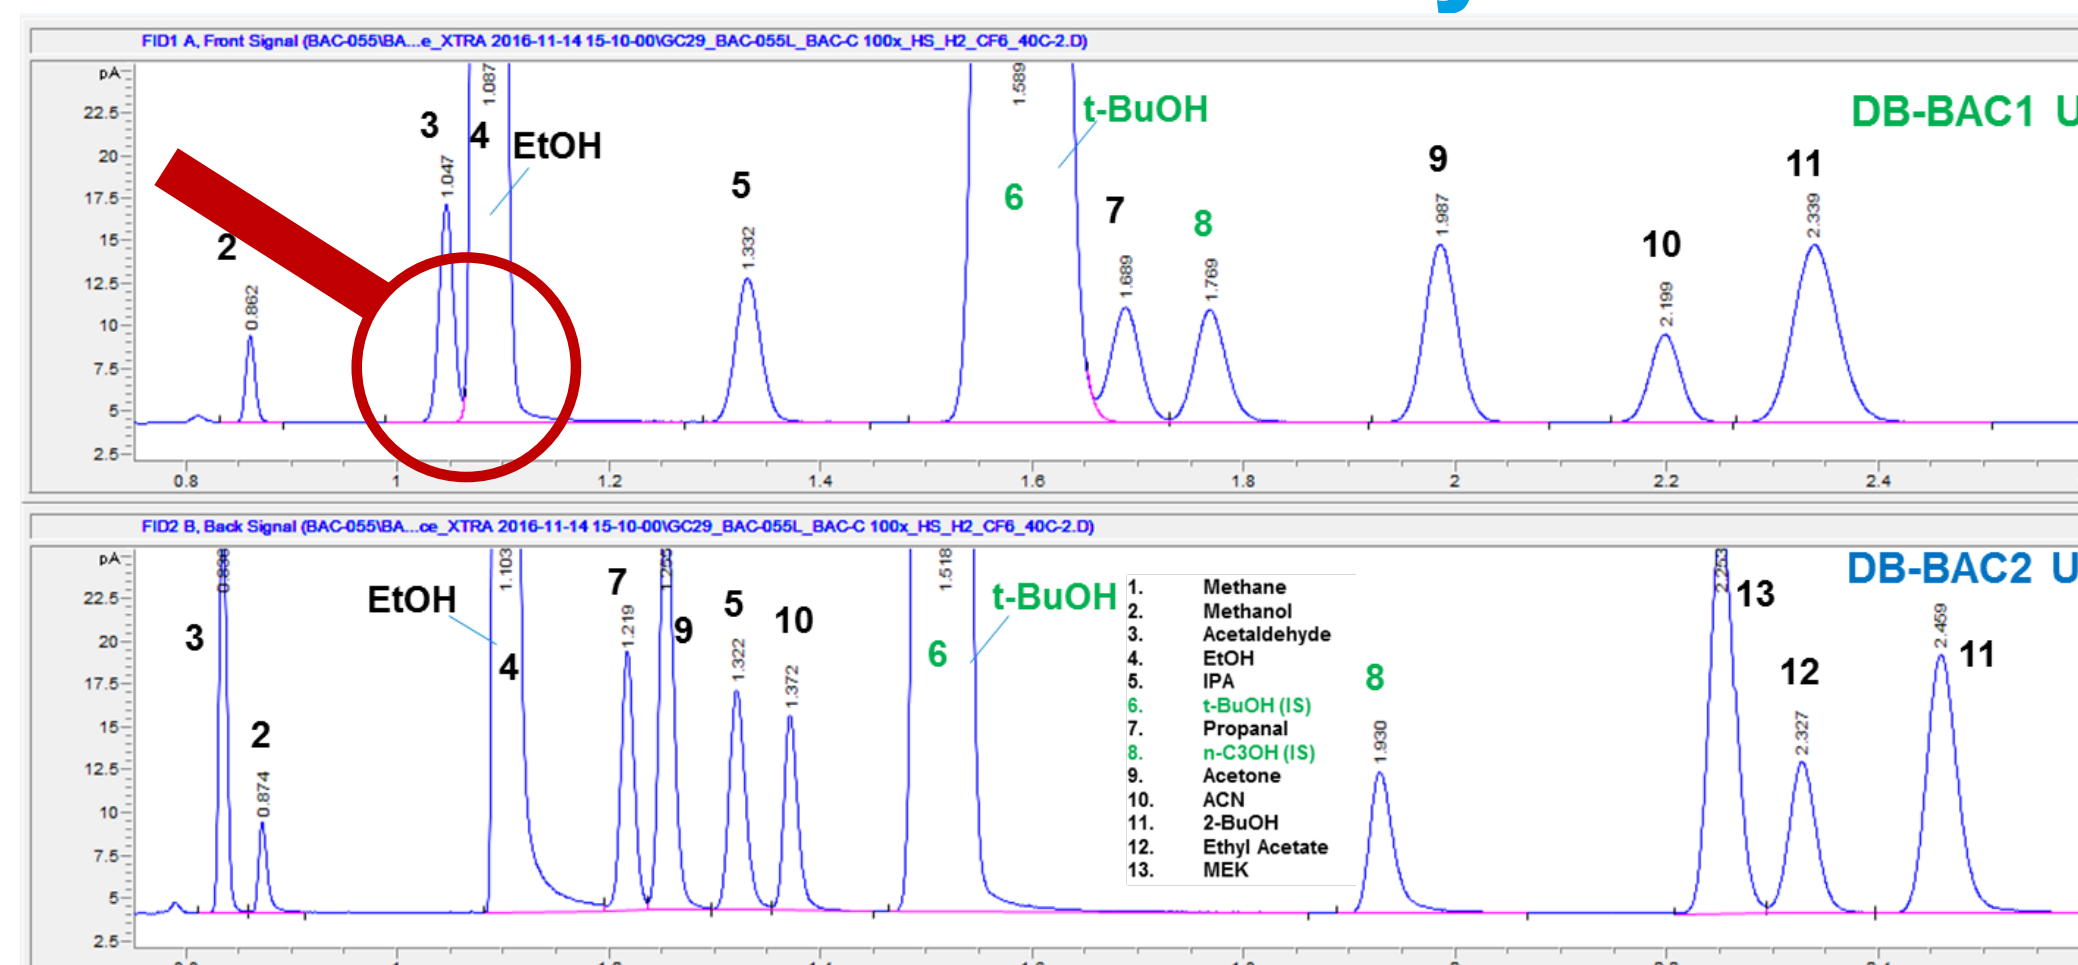 FID1 A, Front Signal (BAC-055\BA...e_XTRA 2016-11-14 15-10-00\GC29_BAC-055L_BAC-C 100x_HS_H2_CF6_40C-2.D)
pA
22.5
20
17.5
15
12.5
10
7.5
5
2.5
2
0.862
3
1.047
4
1.087
EtOH
5
1.332
6
1.589
t-BuOH
7
1.689
8
1.769
9
1.987
10
2.199
11
2.339
DB-BAC1 U
0.8 1 1.2 1.4 1.6 1.8 2 2.2 2.4
FID2 B, Back Signal (BAC-055\BA...ce_XTRA 2016-11-14 15-10-00\GC29_BAC-055L_BAC-C 100x_HS_H2_CF6_40C-2.D)
pA
22.5
20
17.5
15
12.5
10
7.5
5
2.5
3
2
0.874
EtOH
4
1.103
7
1.219
9
1.255
5
1.322
10
1.372
6
1.518
t-BuOH
1. Methane
2. Methanol
3. Acetaldehyde
4. EtOH
5. IPA
6. t-BuOH (IS)
7. Propanal
8. n-C3OH (IS)
9. Acetone
10. ACN
11. 2-BuOH
12. Ethyl Acetate
13. MEK
8
1.930
2.253
13
12
2.327
2.459
11
DB-BAC2 U